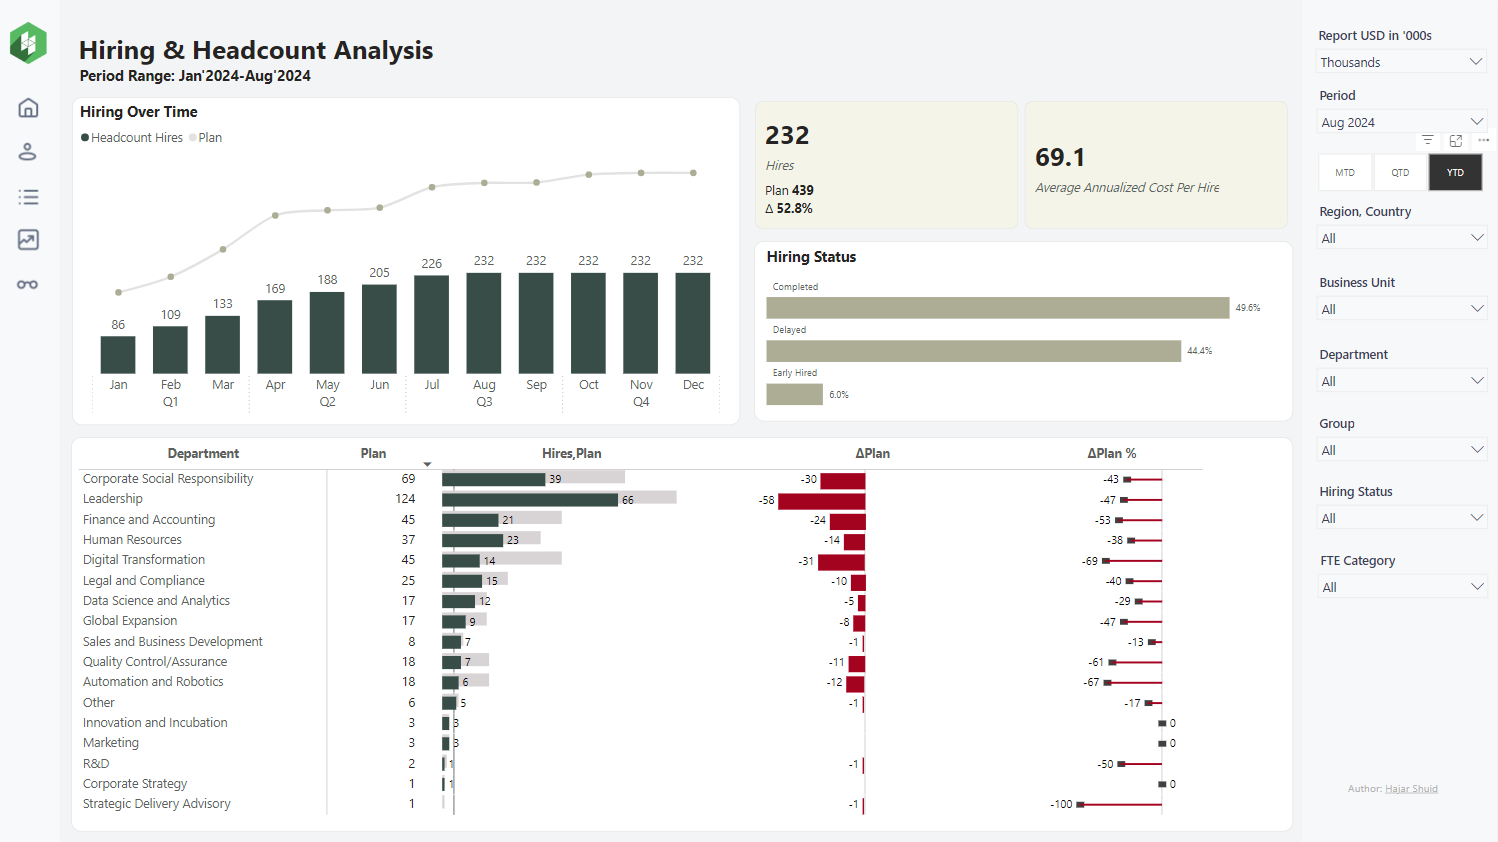 Hiring & Headcount Analysis
Period Range: Jan'2024-Aug'2024
Hiring Over Time
Headcount Hires Plan
86 109 133 169 188 205 226 232 232 232 232 232
Jan Feb Mar Apr May Jun Jul Aug Sep Oct Nov Dec
Q1 Q2 Q3 Q4
232
Hires
Plan 439
Δ 52.8%
69.1
Average Annualized Cost Per Hire
Hiring Status
Completed
49.6%
Delayed
44.4%
Early Hired
6.0%
Department Plan Hires,Plan ΔPlan ΔPlan %
Corporate Social Responsibility 69 39 -30 -43
Leadership 124 66 -58 -47
Finance and Accounting 45 21 -24 -53
Human Resources 37 23 -14 -38
Digital Transformation 45 14 -31 -69
Legal and Compliance 25 15 -10 -40
Data Science and Analytics 17 12 -5 -29
Global Expansion 17 9 -8 -47
Sales and Business Development 8 7 -1 -13
Quality Control/Assurance 18 7 -11 -61
Automation and Robotics 18 6 -12 -67
Other 6 5 -1 -17
Innovation and Incubation 3 3 0
Marketing 3 3 0
R&D 2 1 -1 -50
Corporate Strategy 1 1 0
Strategic Delivery Advisory 1 -1 -100
Report USD in '000s
Thousands
Period
Aug 2024
MTD QTD YTD
Region, Country
All
Business Unit
All
Department
All
Group
All
Hiring Status
All
FTE Category
All
Author: Hajar Shuid